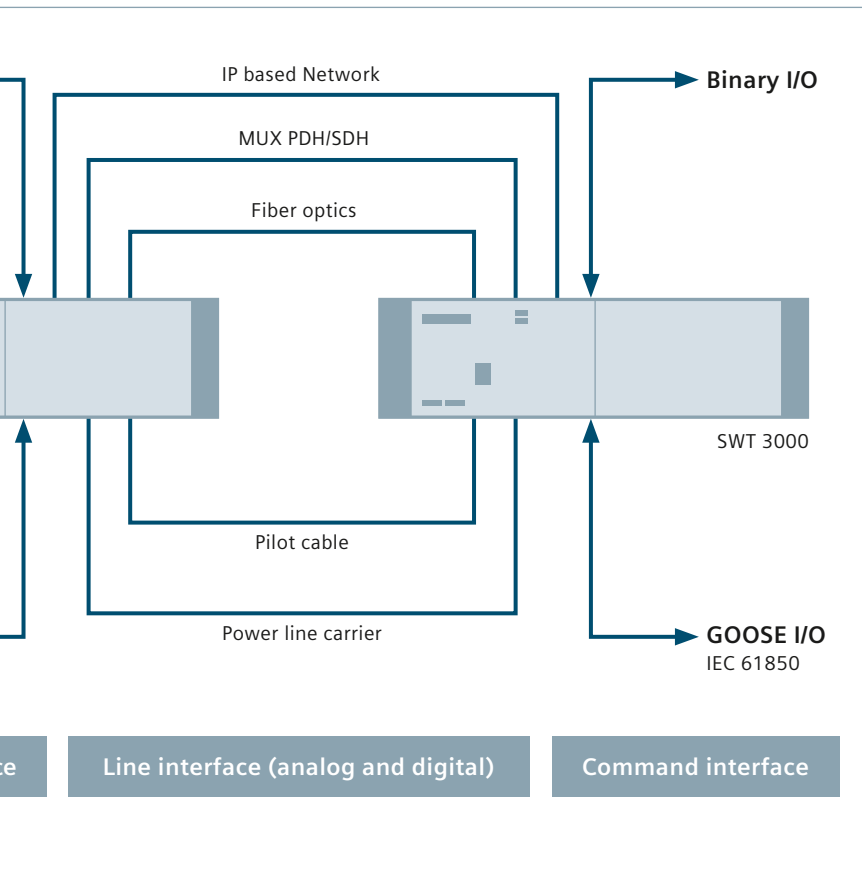 IP based Network
Binary I/O
MUX PDH/SDH
Fiber optics
SWT 3000
Pilot cable
Power line carrier
GOOSE I/O
IEC 61850
Line interface (analog and digital)
Command interface